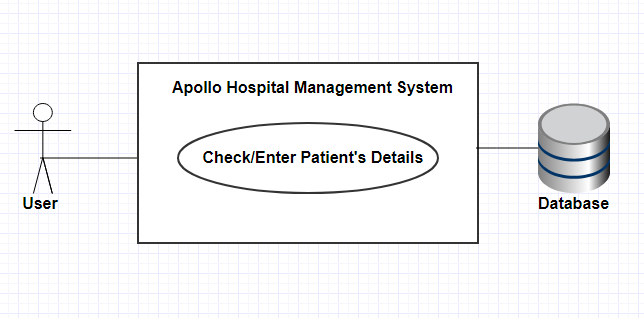 Apollo Hospital Management System
Check/Enter Patient's Details
User
Database